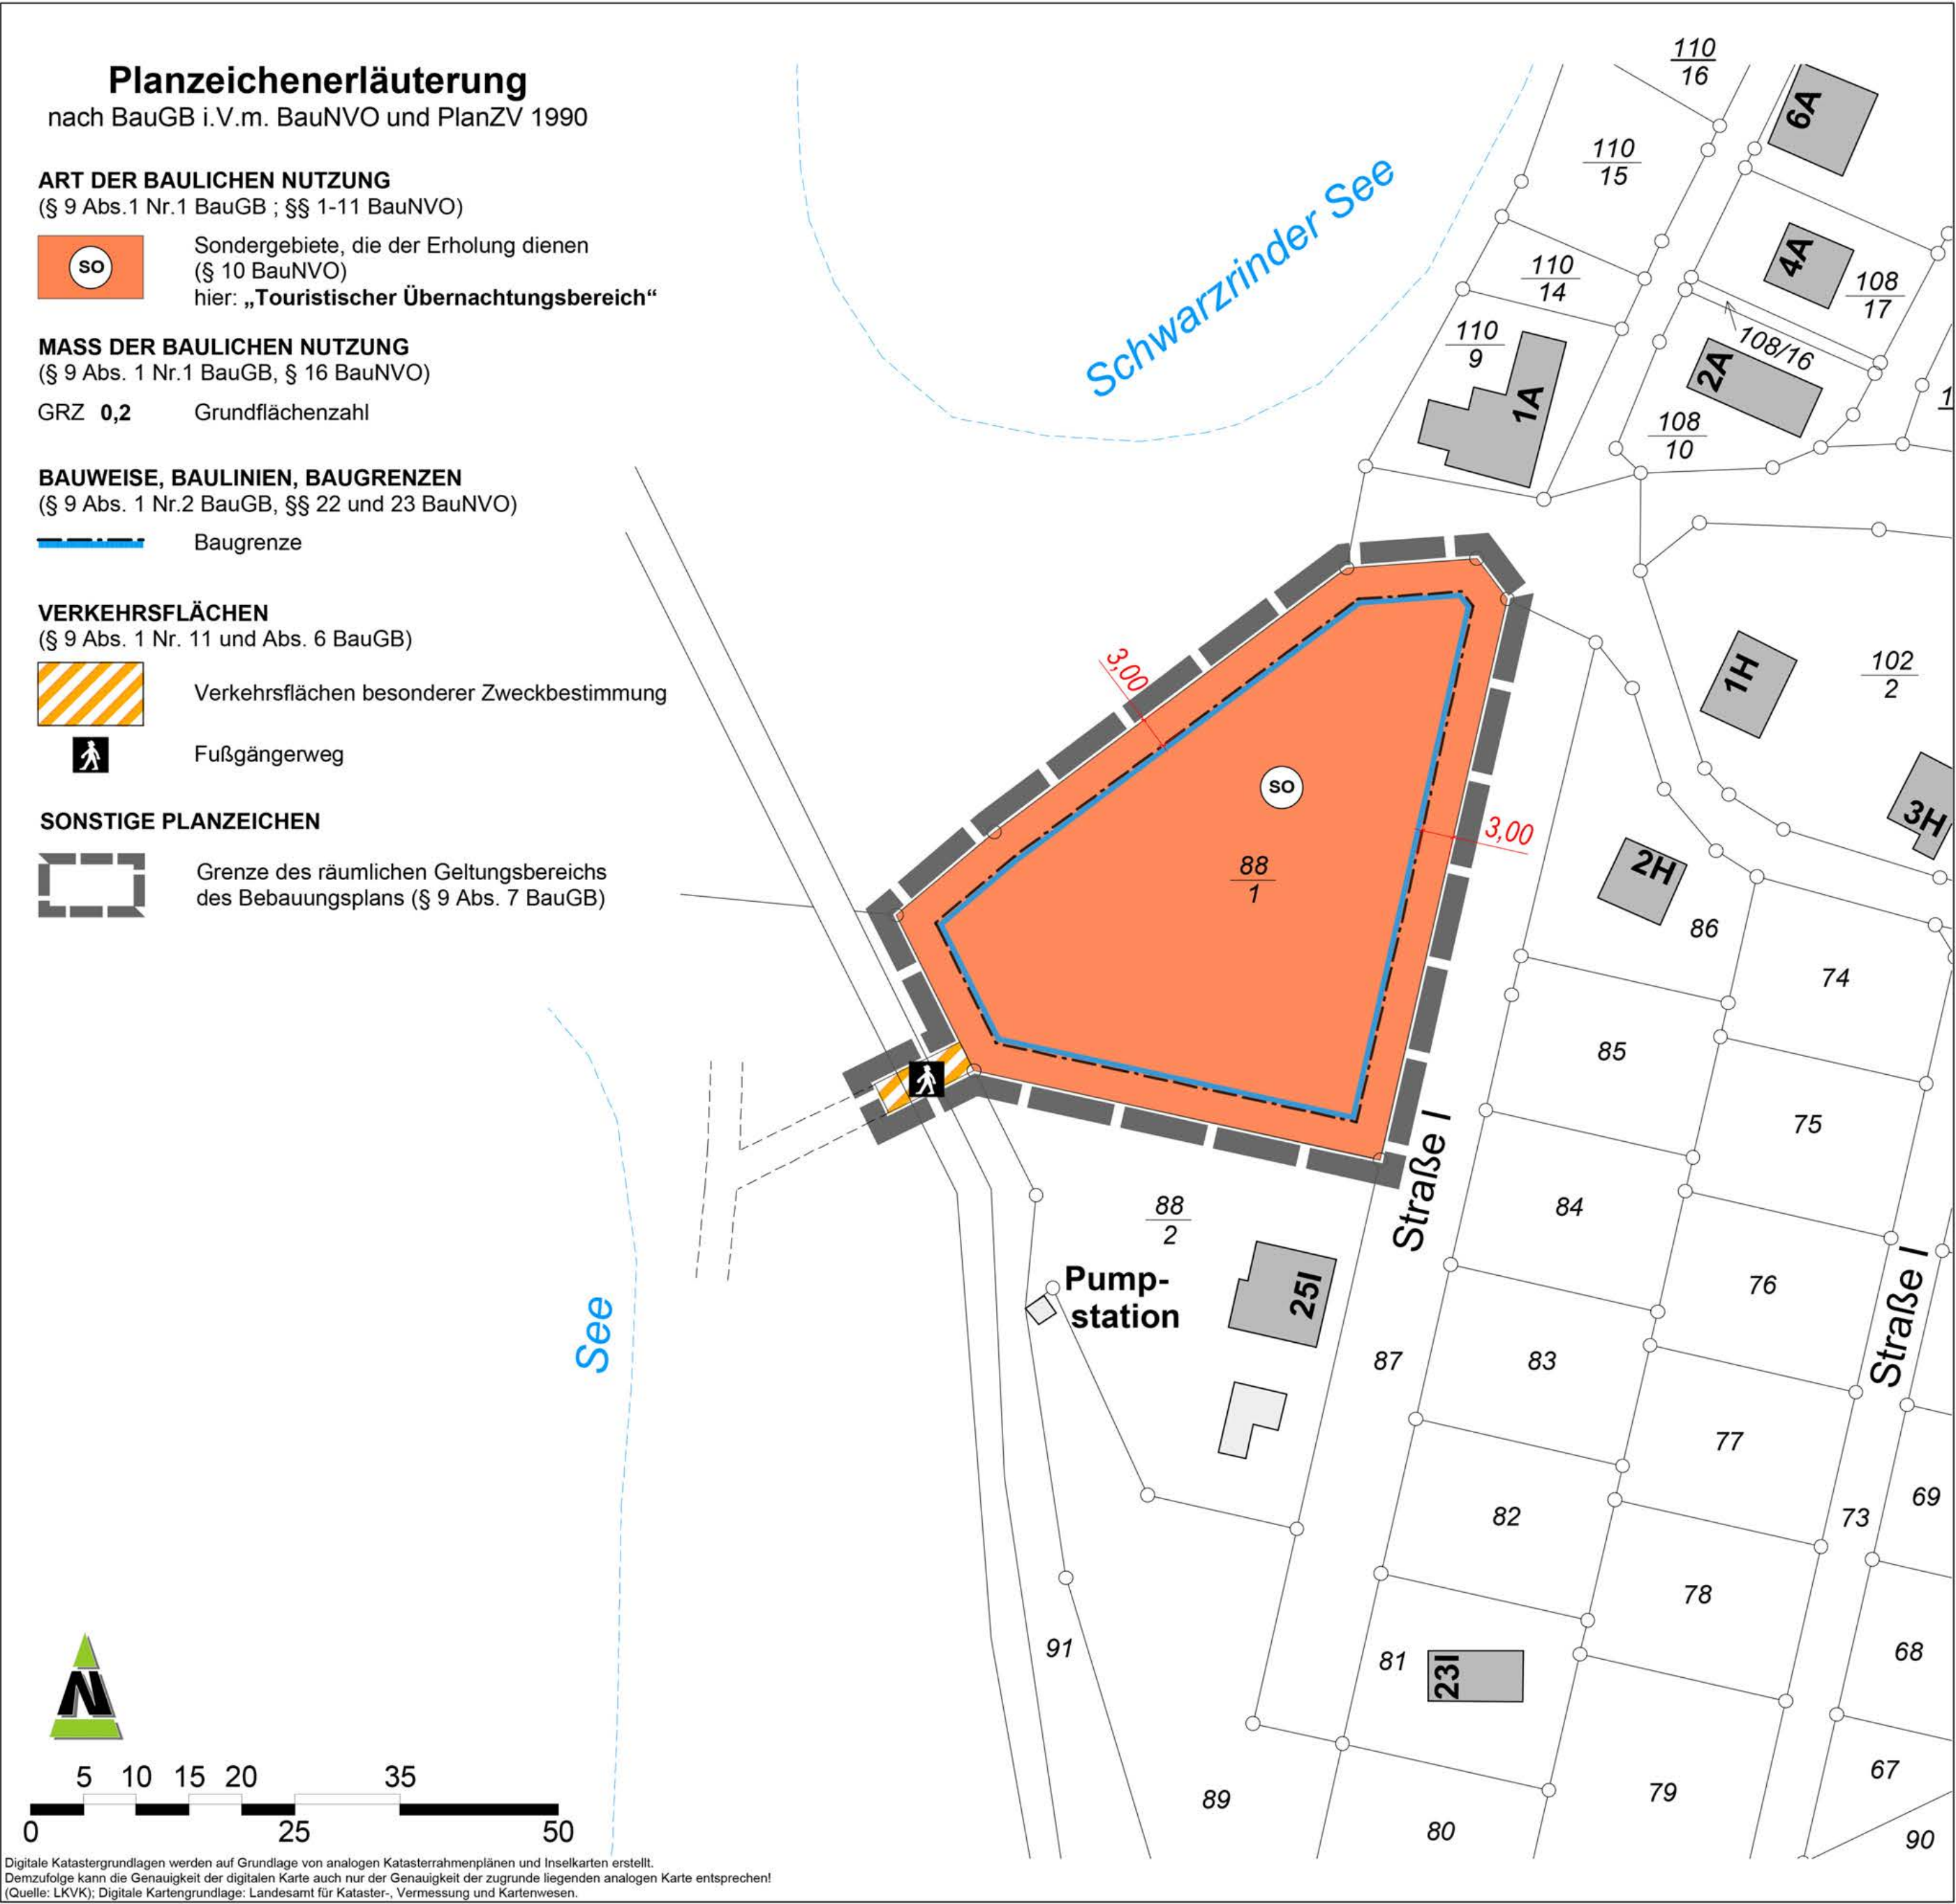 Planzeichenerläuterung
nach BauGB i.V.m. BauNVO und PlanZV 1990
ART DER BAULICHEN NUTZUNG
(§ 9 Abs.1 Nr.1 BauGB ; §§ 1-11 BauNVO)
SO
Sondergebiete, die der Erholung dienen
(§ 10 BauNVO)
hier: „Touristischer Übernachtungsbereich“
MASS DER BAULICHEN NUTZUNG
(§ 9 Abs. 1 Nr.1 BauGB, § 16 BauNVO)
GRZ 0,2 Grundflächenzahl
BAUWEISE, BAULINIEN, BAUGRENZEN
(§ 9 Abs. 1 Nr.2 BauGB, §§ 22 und 23 BauNVO)
Baugrenze
VERKEHRSFLÄCHEN
(§ 9 Abs. 1 Nr. 11 und Abs. 6 BauGB)
Verkehrsflächen besonderer Zweckbestimmung
Fußgängerweg
SONSTIGE PLANZEICHEN
Grenze des räumlichen Geltungsbereichs
des Bebauungsplans (§ 9 Abs. 7 BauGB)
Schwarzrinder See
110
16
6A
110
15
4A
110
14
108
17
110
9
108/16
2A
1A
1
108
10
3,00
1H
102
2
SO
3H
3,00
88
1
2H
86
74
85
75
Straße I
84
88
2
76
Straße I
Pump-
station
25I
See
87
83
77
69
82
73
78
91
81
23I
68
67
79
89
80
90
N
5 10 15 20 35
0 25 50
Digitale Katastergrundlagen werden auf Grundlage von analogen Katasterrahmenplänen und Inselkarten erstellt.
Demzufolge kann die Genauigkeit der digitalen Karte auch nur der Genauigkeit der zugrunde liegenden analogen Karte entsprechen!
(Quelle: LKVK); Digitale Kartengrundlage: Landesamt für Kataster-, Vermessung und Kartenwesen.